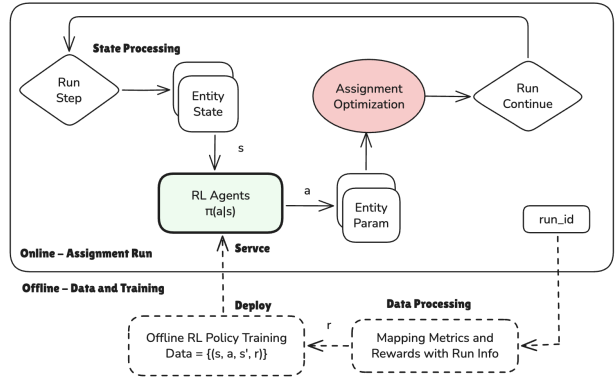 State Processing
Run
Step
Entity
State
Assignment
Optimization
Run
Continue
s
RL Agents
π(a|s)
a
Entity
Param
run_id
Online – Assignment Run
Servce
Offline – Data and Training
Deploy
Data Processing
Offline RL Policy Training
Data = {(s, a, s', r)}
r
Mapping Metrics and
Rewards with Run Info